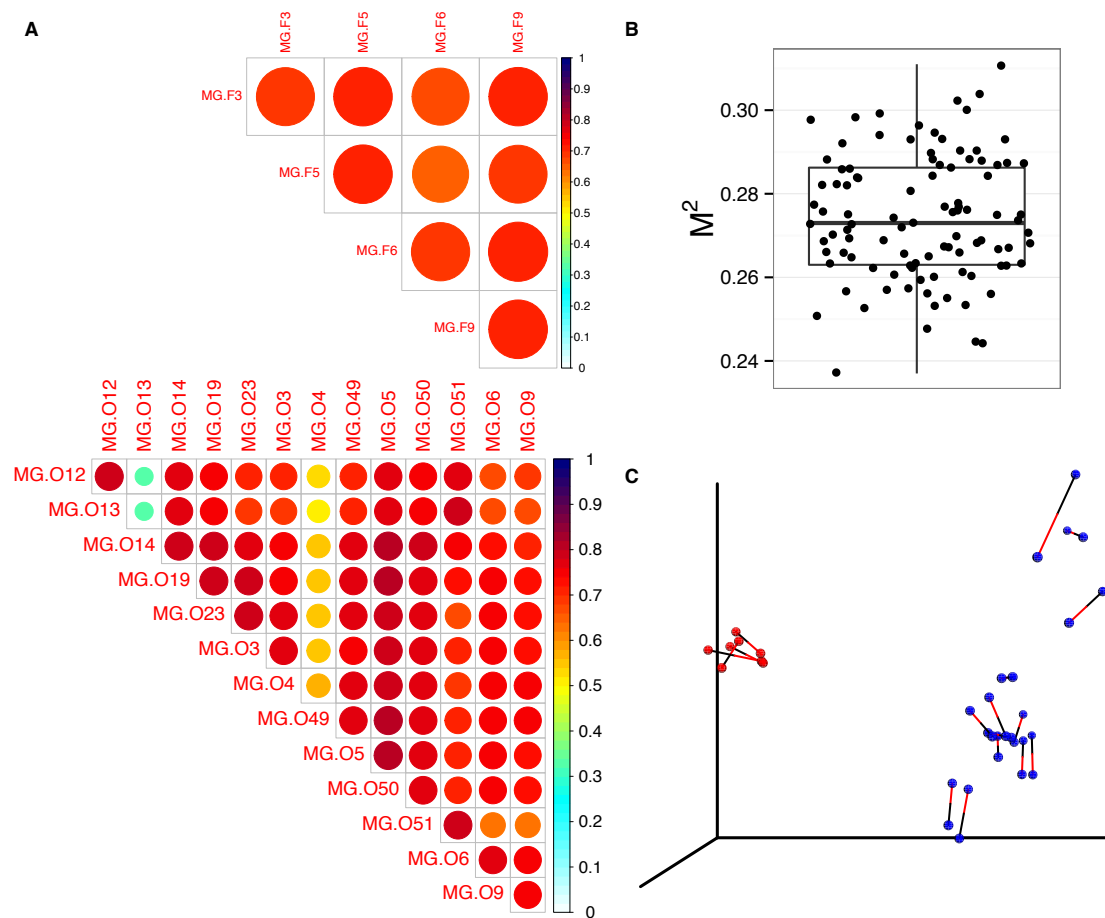 A
MG.F3
MG.F5
MG.F6
MG.F9
MG.F3
MG.F5
MG.F6
MG.F9
1
0.9
0.8
0.7
0.6
0.5
0.4
0.3
0.2
0.1
0
MG.O12
MG.O13
MG.O14
MG.O19
MG.O23
MG.O3
MG.O4
MG.O49
MG.O5
MG.O50
MG.O51
MG.O6
MG.O9
MG.O12
MG.O13
MG.O14
MG.O19
MG.O23
MG.O3
MG.O4
MG.O49
MG.O5
MG.O50
MG.O51
MG.O6
MG.O9
1
0.9
0.8
0.7
0.6
0.5
0.4
0.3
0.2
0.1
0
B
M²
0.30
0.28
0.26
0.24
C